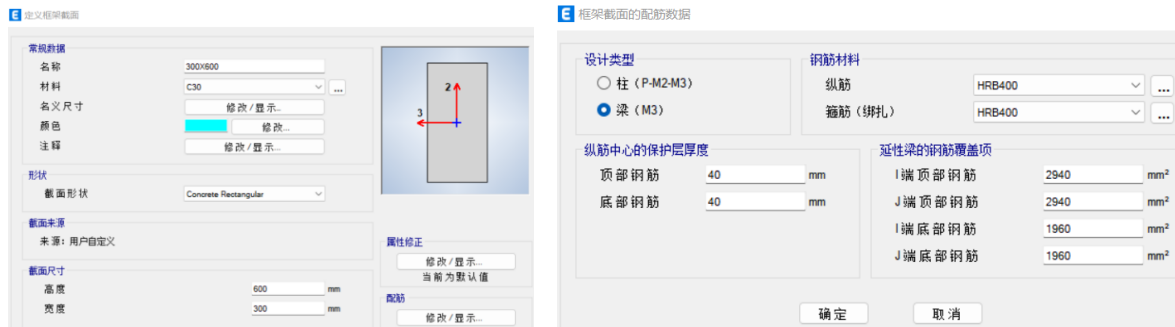 E 定义框架截面
常规数据
名称 300X600
材料 C30 ...
名义尺寸 修改/显示...
颜色 修改...
注释 修改/显示...
2
3
形状
截面形状 Concrete Rectangular
截面来源
来源：用户自定义
截面尺寸
高度 600 mm
宽度 300 mm
属性修正
修改/显示...
当前为默认值
配筋
修改/显示...
E 框架截面的配筋数据
设计类型
柱（P-M2-M3）
梁（M3）
钢筋材料
纵筋 HRB400 ...
箍筋（绑扎） HRB400 ...
纵筋中心的保护层厚度
顶部钢筋 40 mm
底部钢筋 40 mm
延性梁的钢筋覆盖项
I端顶部钢筋 2940 mm²
J端顶部钢筋 2940 mm²
I端底部钢筋 1960 mm²
J端底部钢筋 1960 mm²
确定 取消